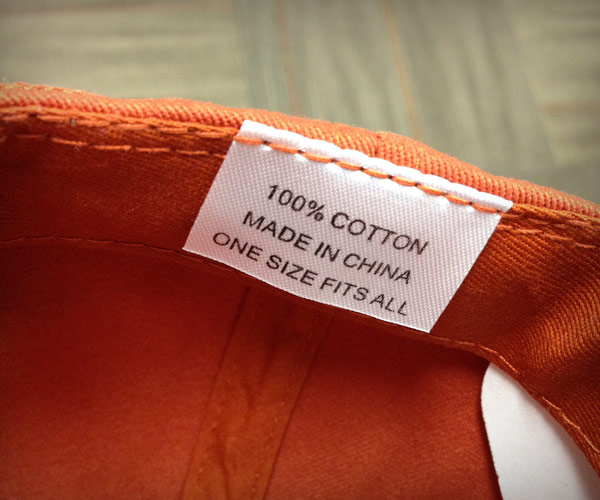 100% COTTON
MADE IN CHINA
ONE SIZE FITS ALL